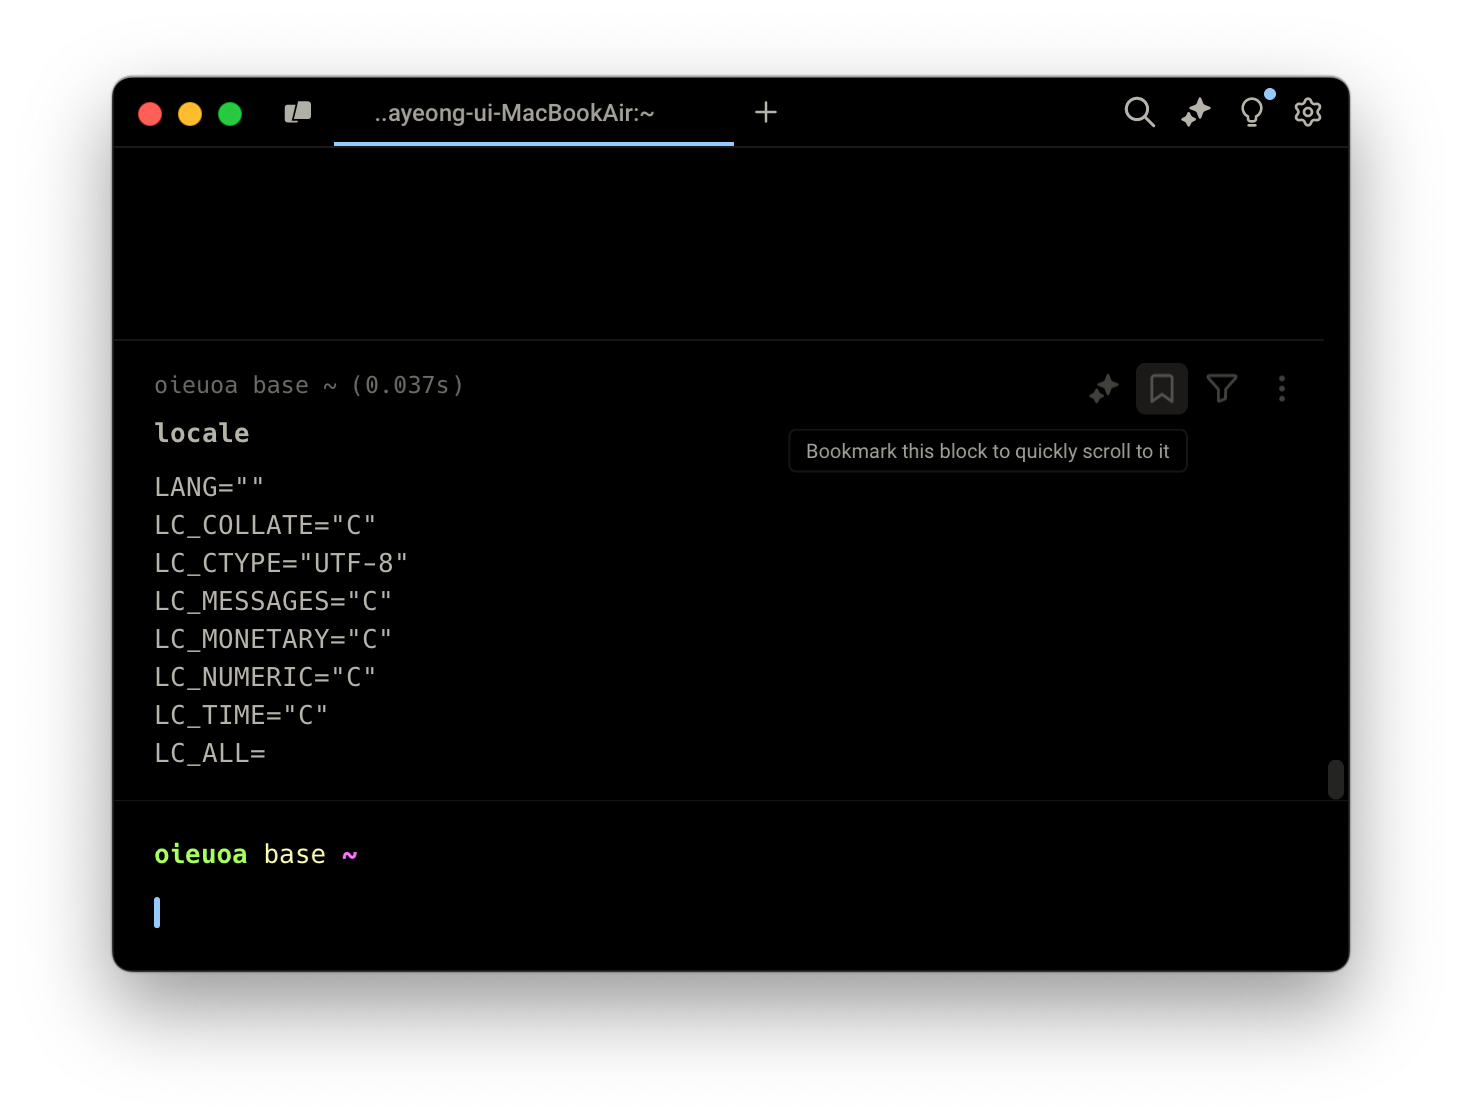 ..ayeong-ui-MacBookAir:~
oieuoa base ~ (0.037s)
locale
Bookmark this block to quickly scroll to it
LANG=""
LC_COLLATE="C"
LC_CTYPE="UTF-8"
LC_MESSAGES="C"
LC_MONETARY="C"
LC_NUMERIC="C"
LC_TIME="C"
LC_ALL=
oieuoa base ~